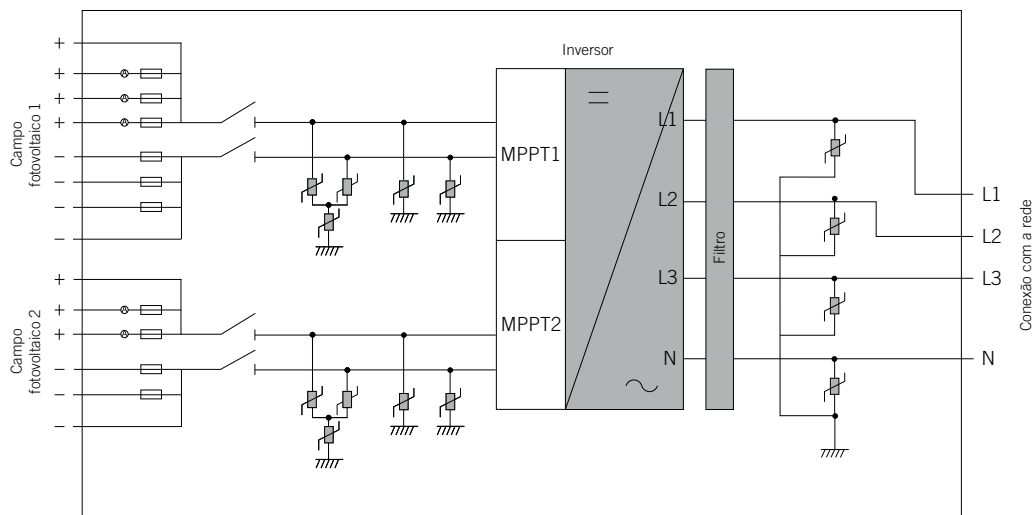 Inversor
Campo
fotovoltaico 1
+
+
+
+
−
−
−
−
MPPT1
Campo
fotovoltaico 2
+
+
+
−
−
−
MPPT2
L1
L2
L3
N
Filtro
L1
L2
L3
N
Conexão com a rede